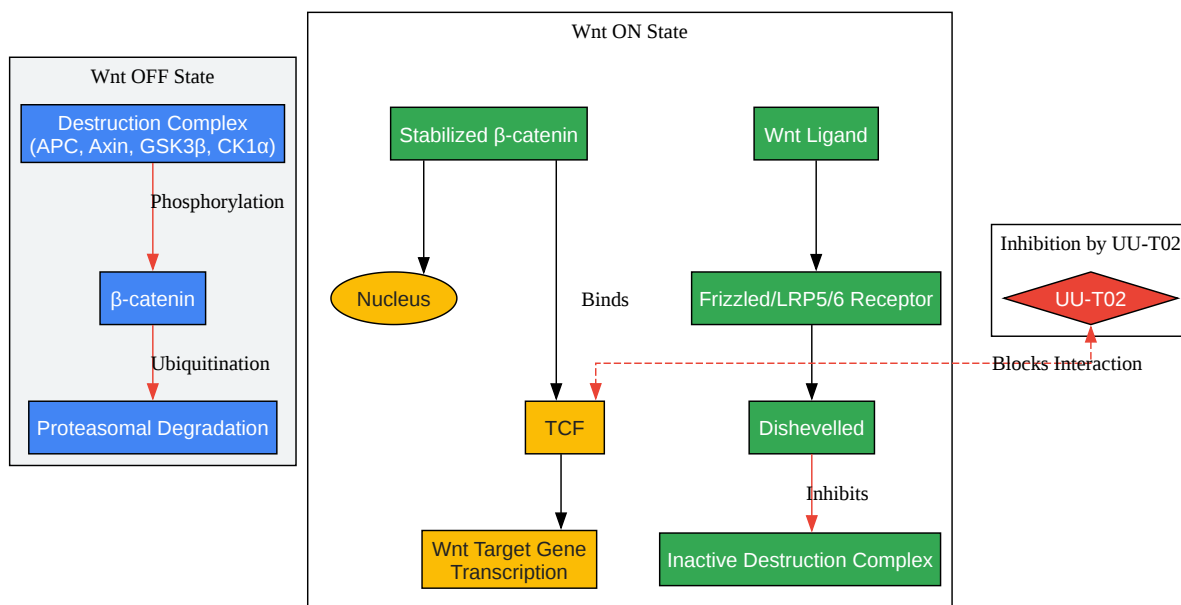 Wnt OFF State
Destruction Complex
(APC, Axin, GSK3β, CK1α)
Phosphorylation
β-catenin
Ubiquitination
Proteasomal Degradation
Wnt ON State
Stabilized β-catenin
Nucleus
Binds
TCF
Wnt Target Gene
Transcription
Wnt Ligand
Frizzled/LRP5/6 Receptor
Dishevelled
Inhibits
Inactive Destruction Complex
Inhibition by UU-T02
UU-T02
Blocks Interaction